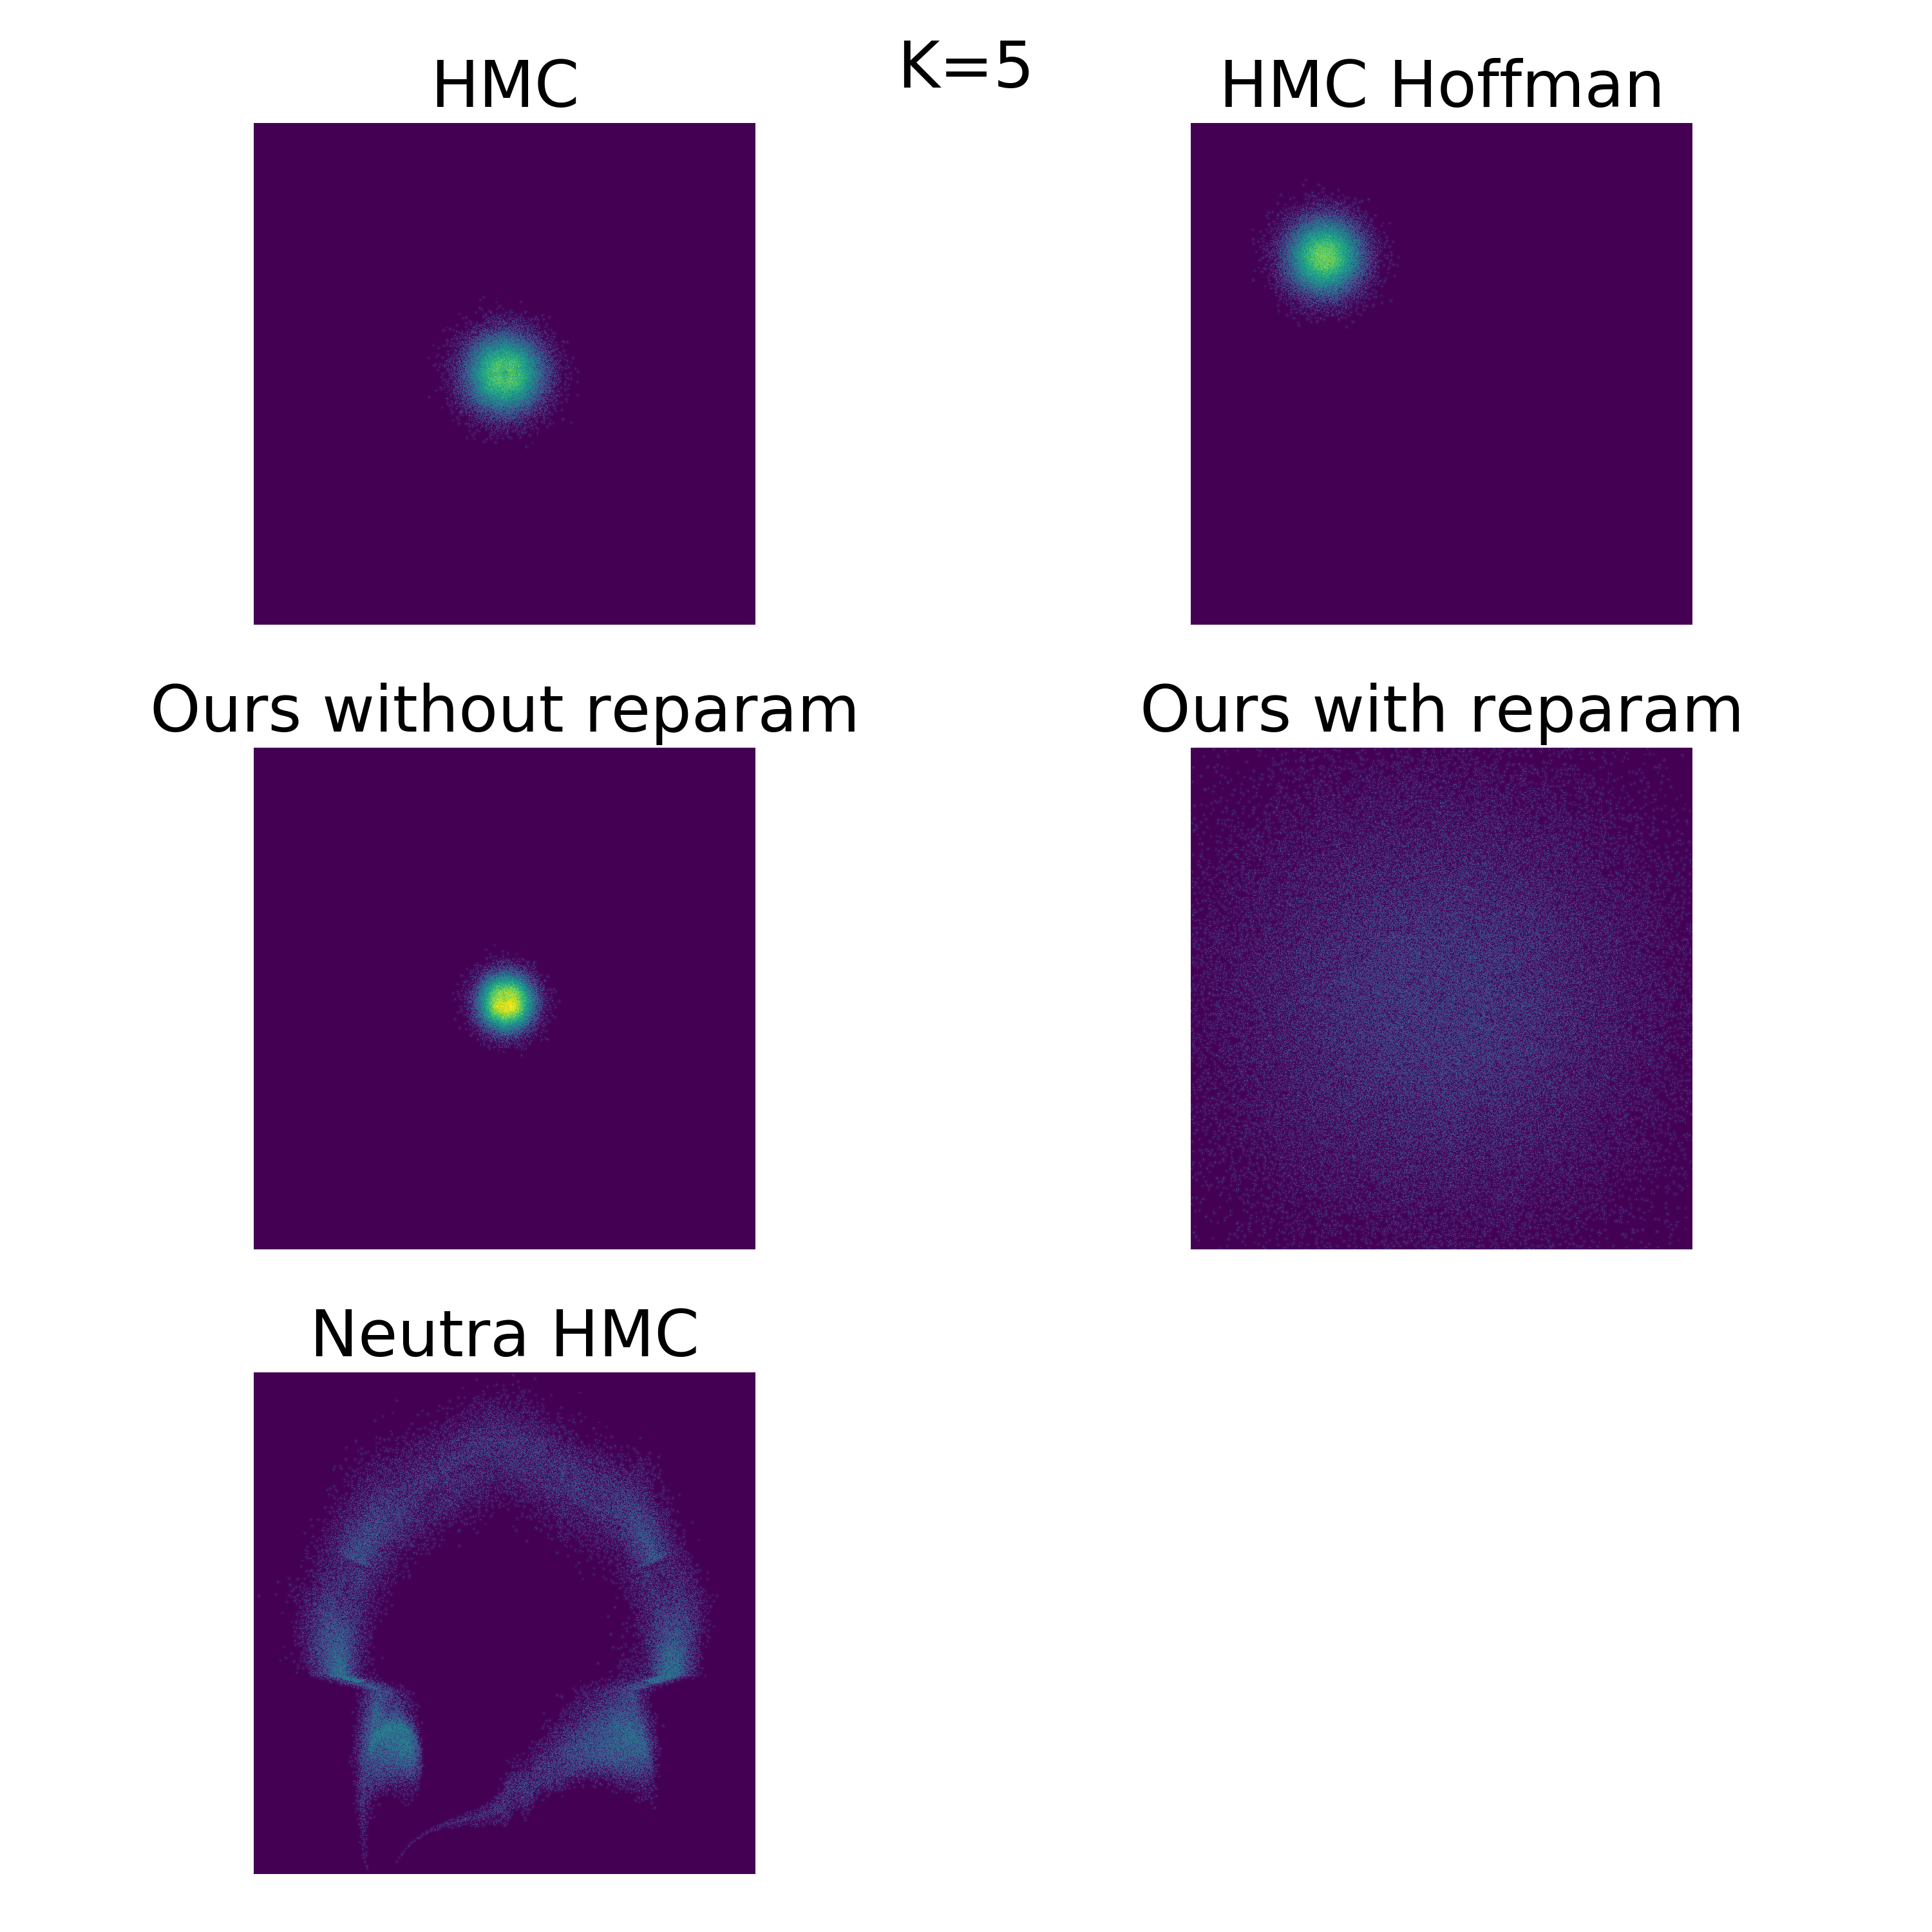 K=5
HMC
HMC Hoffman
Ours without reparam
Ours with reparam
Neutra HMC